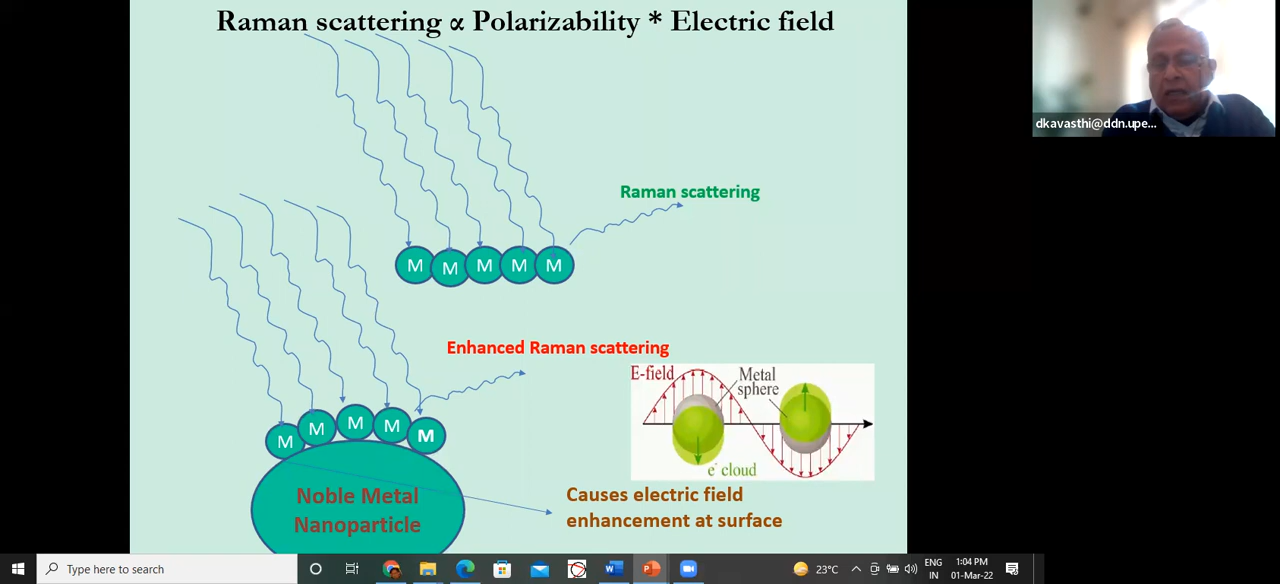 Raman scattering α Polarizability * Electric field
dkavasthi@ddn.upe...
Raman scattering
M M M M M
Enhanced Raman scattering
E-field
Metal
sphere
e⁻ cloud
M M M M M
Noble Metal
Nanoparticle
Causes electric field
enhancement at surface
Type here to search
23°C
ENG
IN
1:04 PM
01-Mar-22